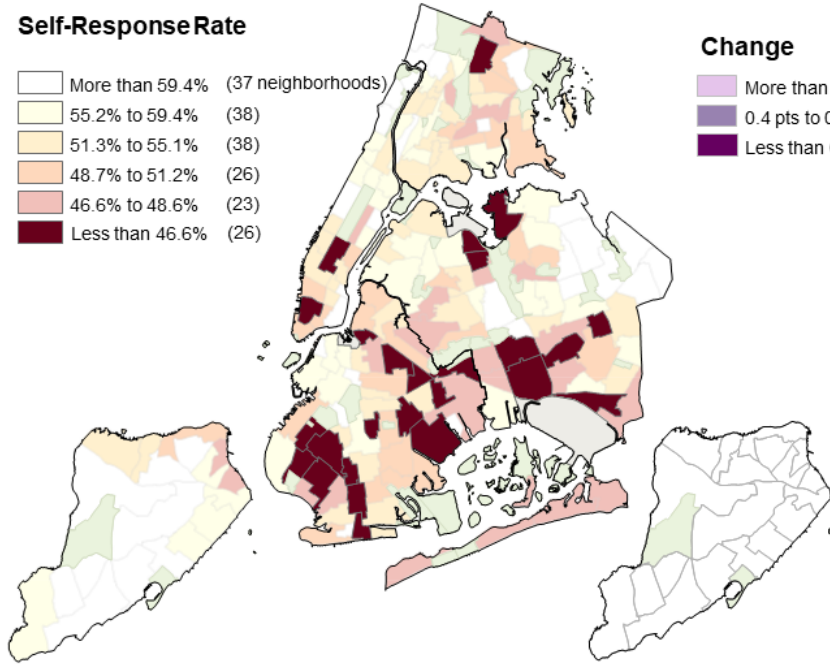 Self-Response Rate
More than 59.4% (37 neighborhoods)
55.2% to 59.4% (38)
51.3% to 55.1% (38)
48.7% to 51.2% (26)
46.6% to 48.6% (23)
Less than 46.6% (26)
Change
More than
0.4 pts to
Less than